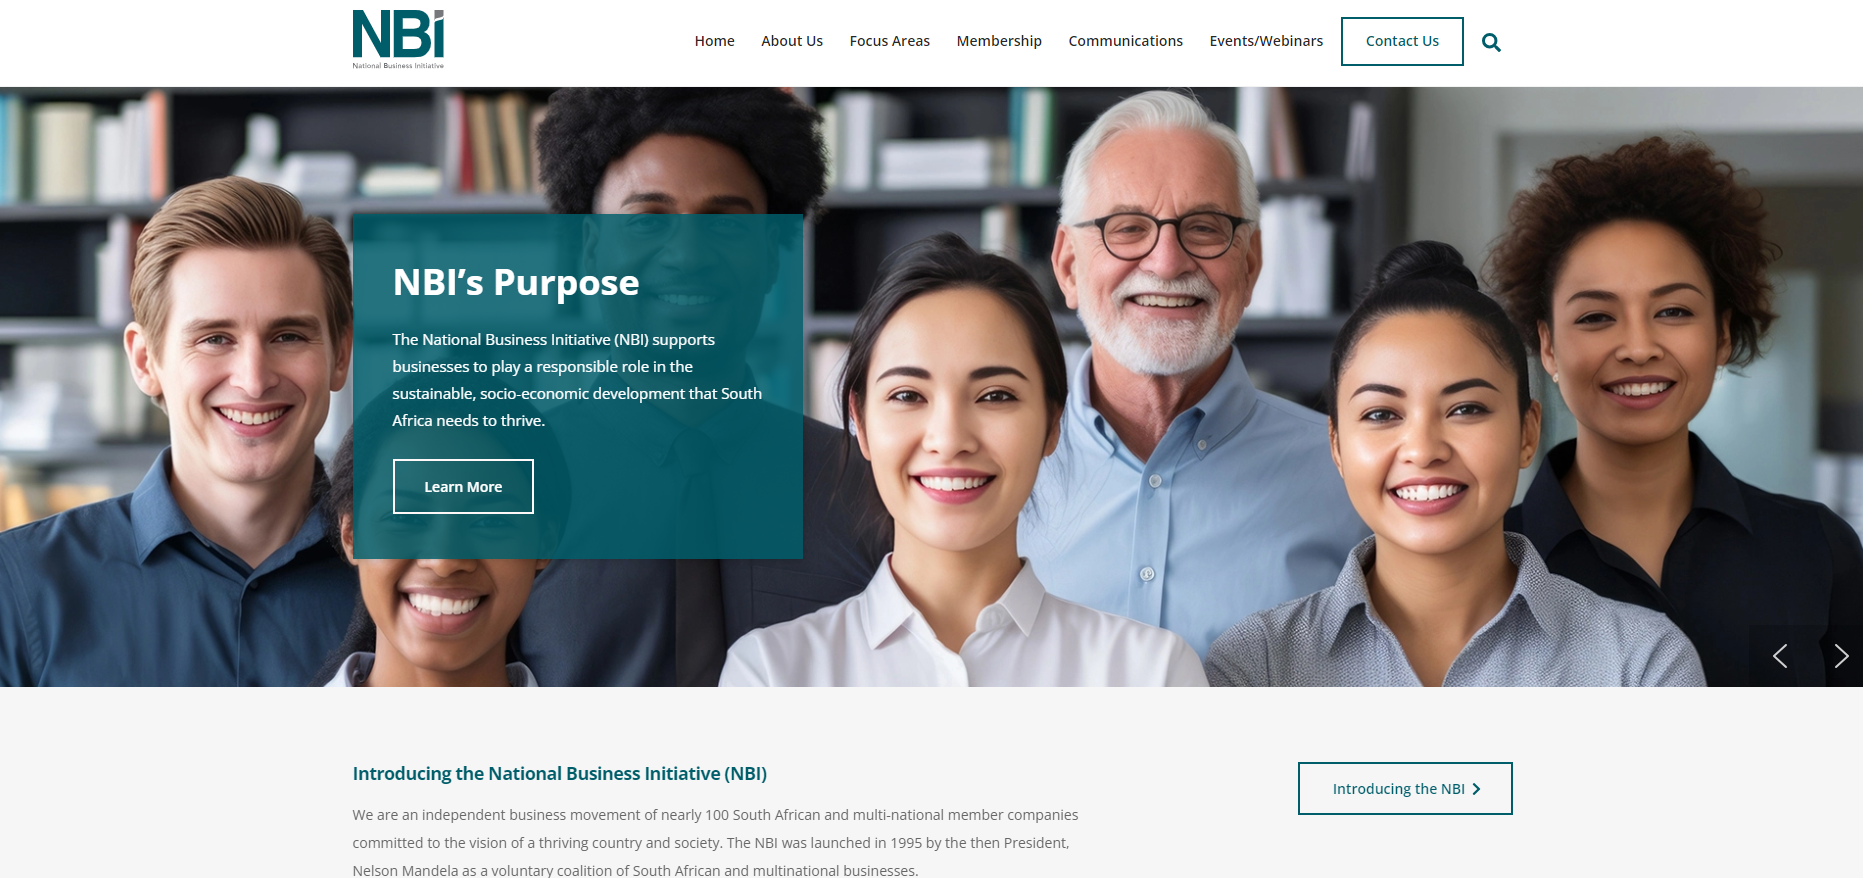 NBi
National Business Initiative
Home About Us Focus Areas Membership Communications Events/Webinars Contact Us
NBI’s Purpose
The National Business Initiative (NBI) supports
businesses to play a responsible role in the
sustainable, socio-economic development that South
Africa needs to thrive.
Learn More
Introducing the National Business Initiative (NBI)
Introducing the NBI
We are an independent business movement of nearly 100 South African and multi-national member companies
committed to the vision of a thriving country and society. The NBI was launched in 1995 by the then President,
Nelson Mandela as a voluntary coalition of South African and multinational businesses.